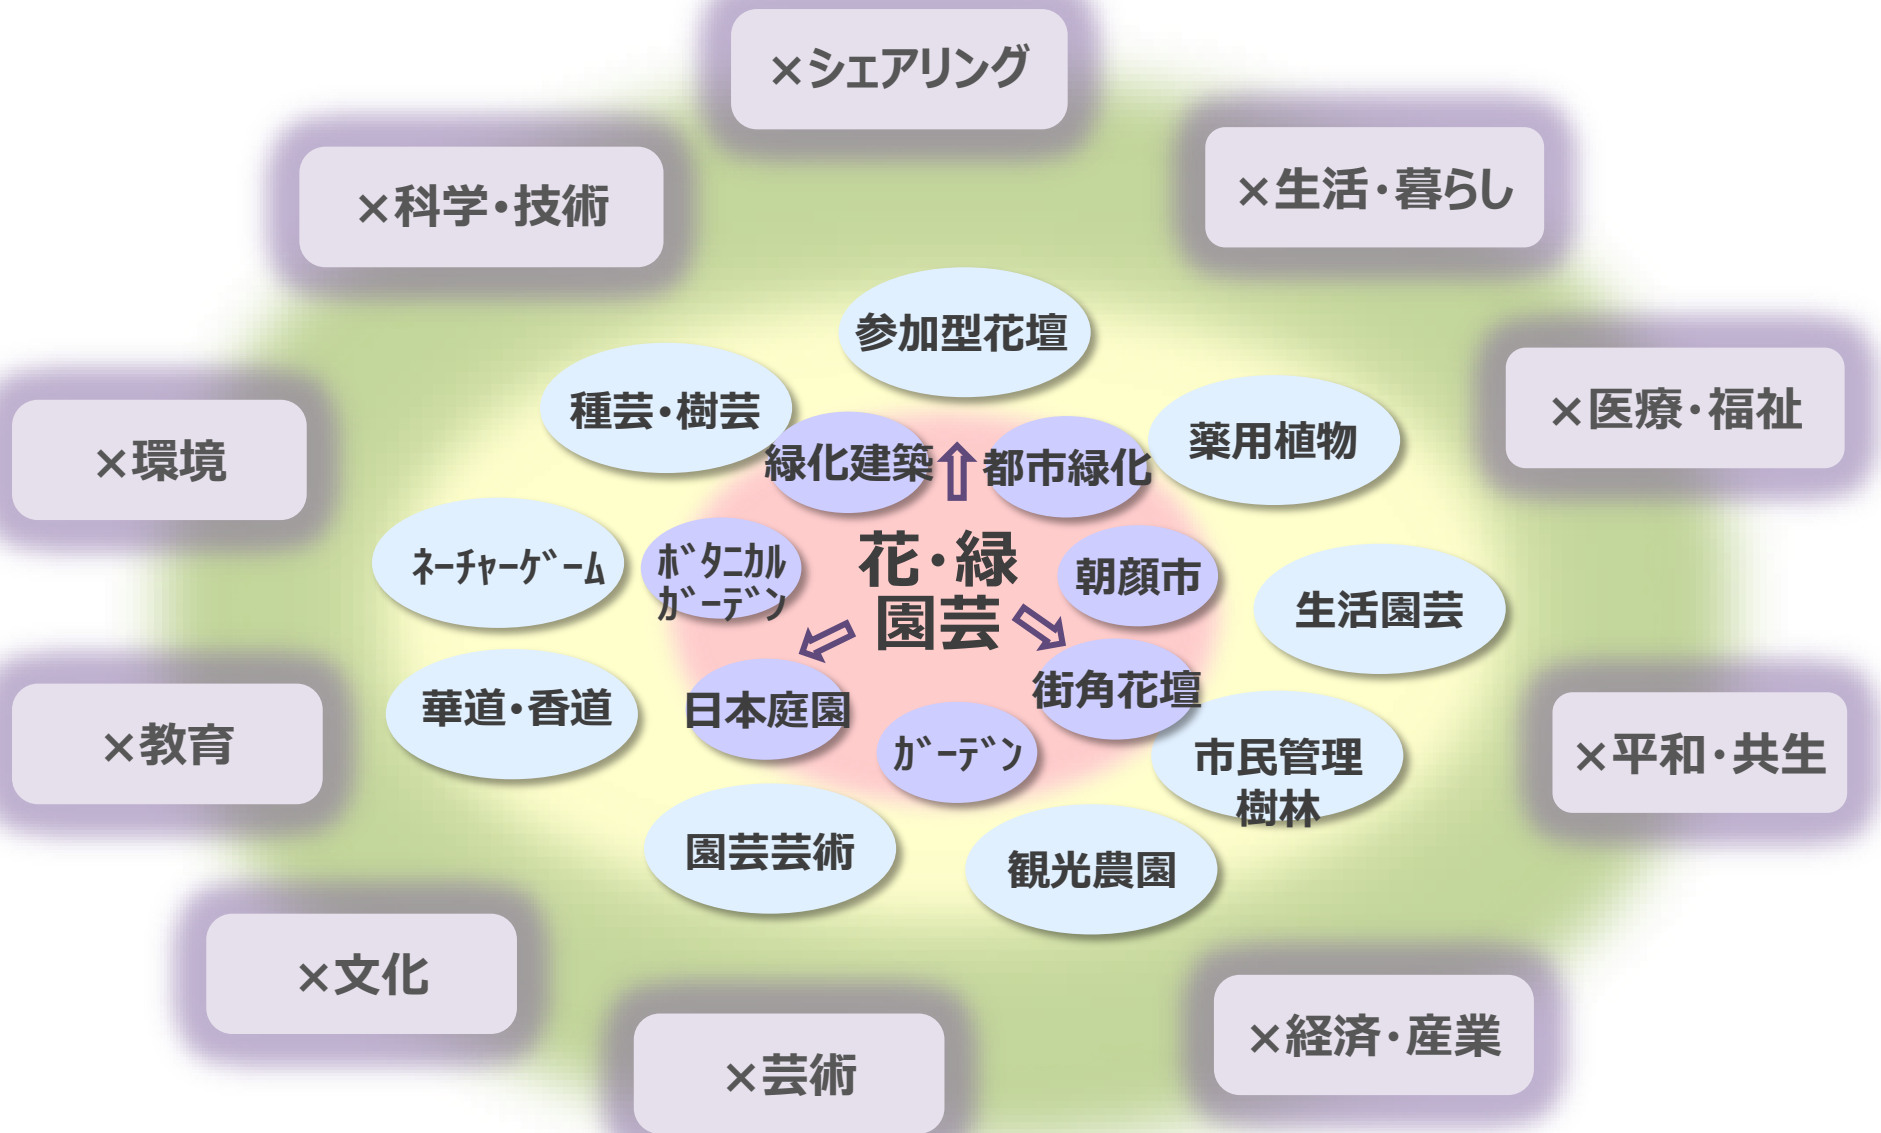 ×シェアリング
×科学・技術
×生活・暮らし
参加型花壇
種芸・樹芸
×医療・福祉
薬用植物
緑化建築
都市緑化
×環境
ﾈｰﾁｬｰｹﾞｰﾑ
ﾎﾞﾀﾆｶﾙ
ｶﾞｰﾃﾞﾝ
花・緑
園芸
朝顔市
生活園芸
華道・香道
日本庭園
街角花壇
×教育
ｶﾞｰﾃﾞﾝ
市民管理
樹林
×平和・共生
園芸芸術
観光農園
×文化
×芸術
×経済・産業